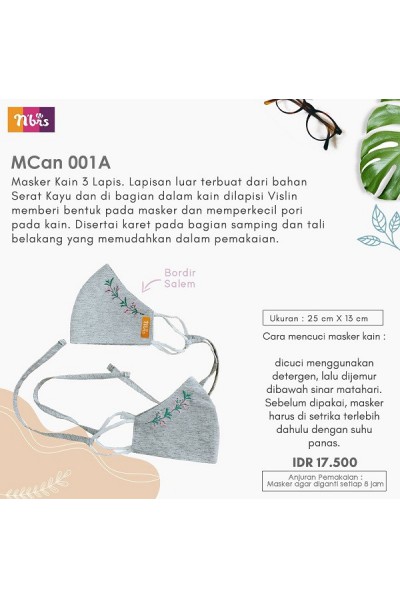 Nbrs
MCan 001A
Masker Kain 3 Lapis. Lapisan luar terbuat dari bahan
Serat Kayu dan di bagian dalam kain dilapisi Vislin
memberi bentuk pada masker dan memperkecil pori
pada kain. Disertai karet pada bagian samping dan tali
belakang yang memudahkan dalam pemakaian.
Bordir
Salem
Ukuran : 25 cm X 13 cm
Cara mencuci masker kain :
dicuci menggunakan
detergen, lalu dijemur
dibawah sinar matahari.
Sebelum dipakai, masker
harus di setrika terlebih
dahulu dengan suhu
panas.
IDR 17.500
Anjuran Pemakaian :
Masker agar diganti setiap 8 jam